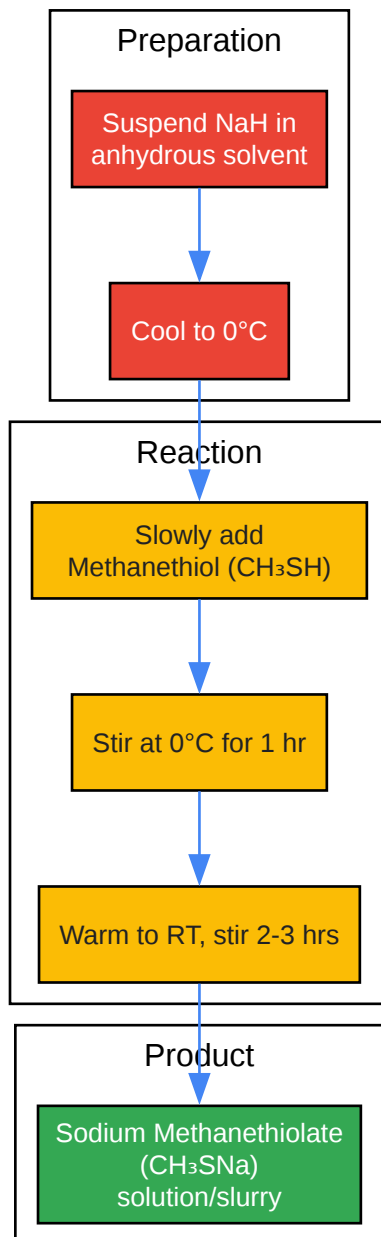 Preparation
Suspend NaH in
anhydrous solvent
Cool to 0°C
Reaction
Slowly add
Methanethiol (CH₃SH)
Stir at 0°C for 1 hr
Warm to RT, stir 2-3 hrs
Product
Sodium Methanethiolate
(CH₃SNa)
solution/slurry